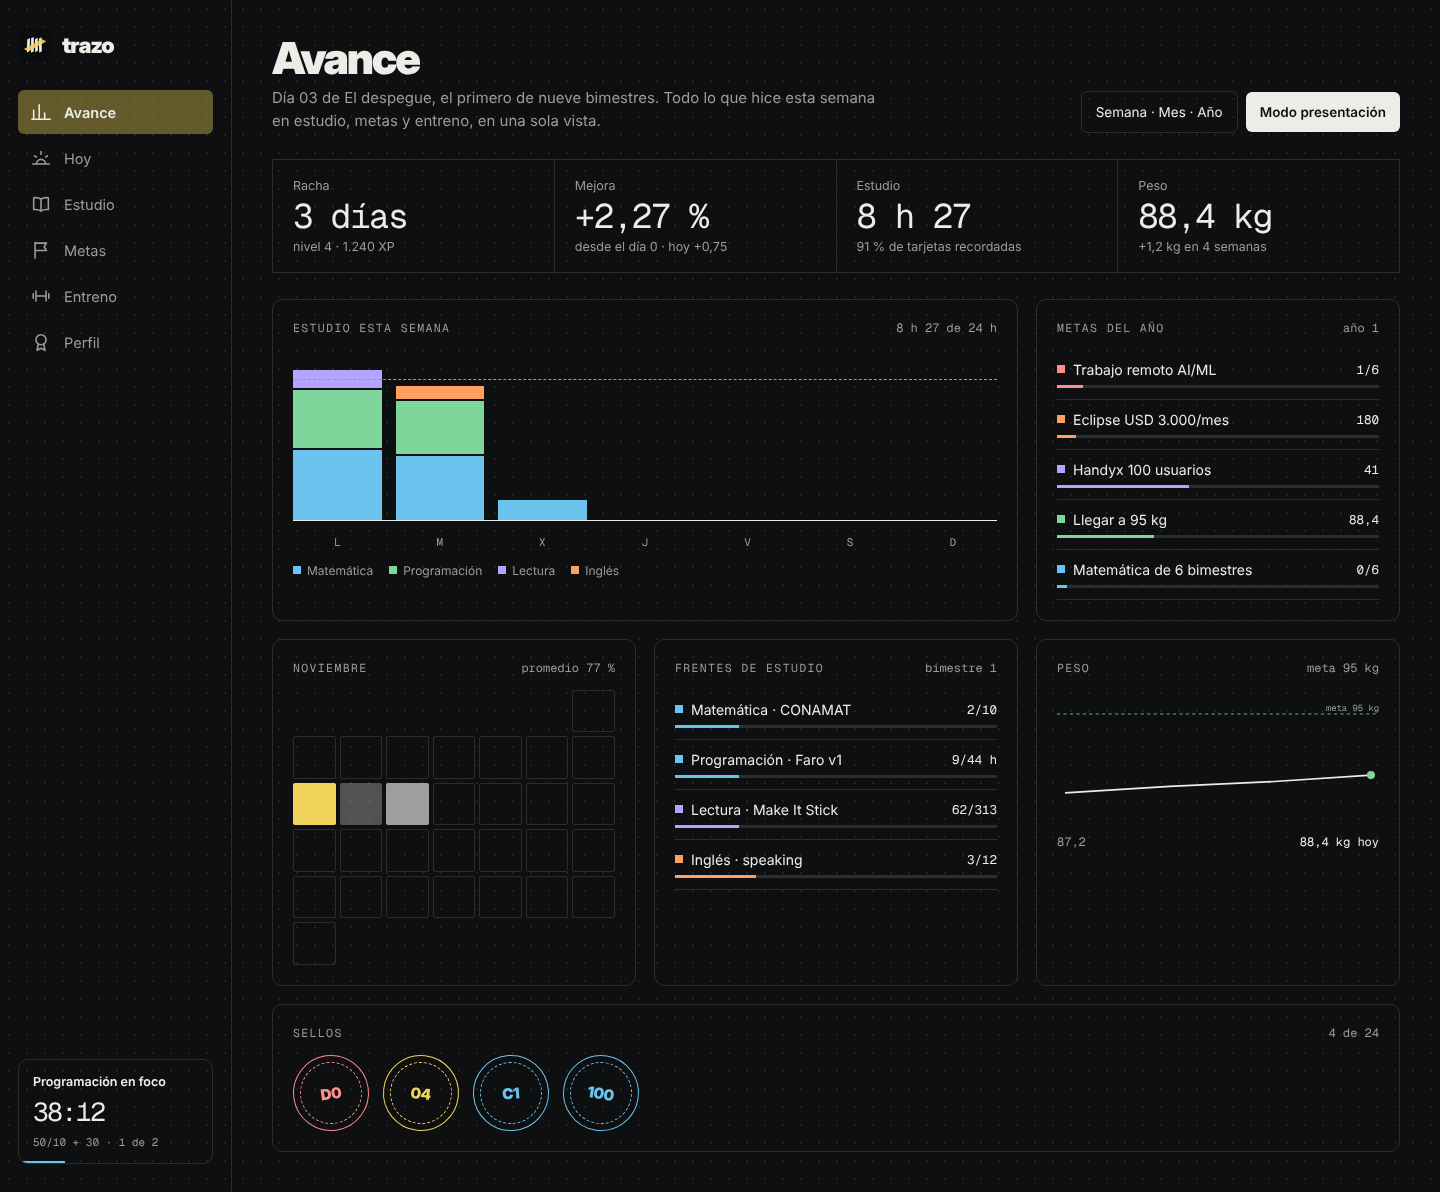 trazo
Avance
Hoy
Estudio
Metas
Entreno
Perfil
Programación en foco
38:12
50/10 + 30 · 1 de 2
Avance
Día 03 de El despegue, el primero de nueve bimestres. Todo lo que hice esta semana
en estudio, metas y entreno, en una sola vista.
Semana · Mes · Año
Modo presentación
Racha
3 días
nivel 4 · 1.240 XP
Mejora
+2,27 %
desde el día 0 · hoy +0,75
Estudio
8 h 27
91 % de tarjetas recordadas
Peso
88,4 kg
+1,2 kg en 4 semanas
ESTUDIO ESTA SEMANA
8 h 27 de 24 h
L M X J V S D
Matemática Programación Lectura Inglés
METAS DEL AÑO
año 1
Trabajo remoto AI/ML 1/6
Eclipse USD 3.000/mes 180
Handyx 100 usuarios 41
Llegar a 95 kg 88,4
Matemática de 6 bimestres 0/6
NOVIEMBRE
promedio 77 %
FRENTES DE ESTUDIO
bimestre 1
Matemática · CONAMAT 2/10
Programación · Faro v1 9/44 h
Lectura · Make It Stick 62/313
Inglés · speaking 3/12
PESO
meta 95 kg
meta 95 kg
87,2
88,4 kg hoy
SELLOS
4 de 24
D0
04
C1
100